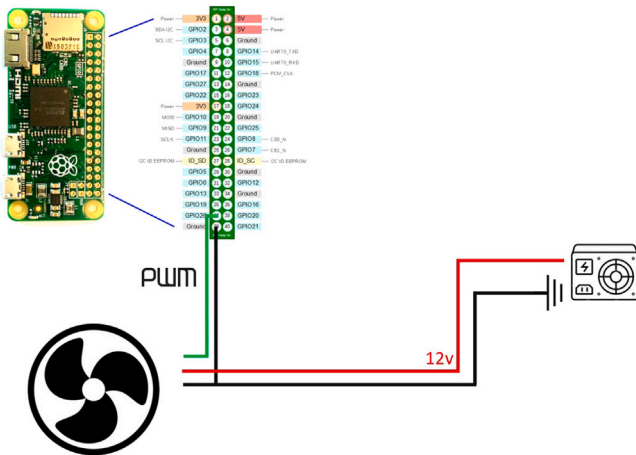 Power 3V3 1 2 5V Power
SDA I2C GPIO2 3 4 5V Power
SCL I2C GPIO3 5 6 Ground
GPIO4 7 8 GPIO14 UART0_TXD
Ground 9 10 GPIO15 UART0_RXD
GPIO17 11 12 GPIO18 PCM_CLK
GPIO27 13 14 Ground
GPIO22 15 16 GPIO23
Power 3V3 17 18 GPIO24
MOSI GPIO10 19 20 Ground
MISO GPIO9 21 22 GPIO25
SCLK GPIO11 23 24 GPIO8 CE0_N
Ground 25 26 GPIO7 CE1_N
I2C ID EEPROM ID_SD 27 28 ID_SC I2C ID EEPROM
GPIO5 29 30 Ground
GPIO6 31 32 GPIO12
GPIO13 33 34 Ground
GPIO19 35 36 GPIO16
GPIO26 38 GPIO20
Ground 40 GPIO21
PWM
12v